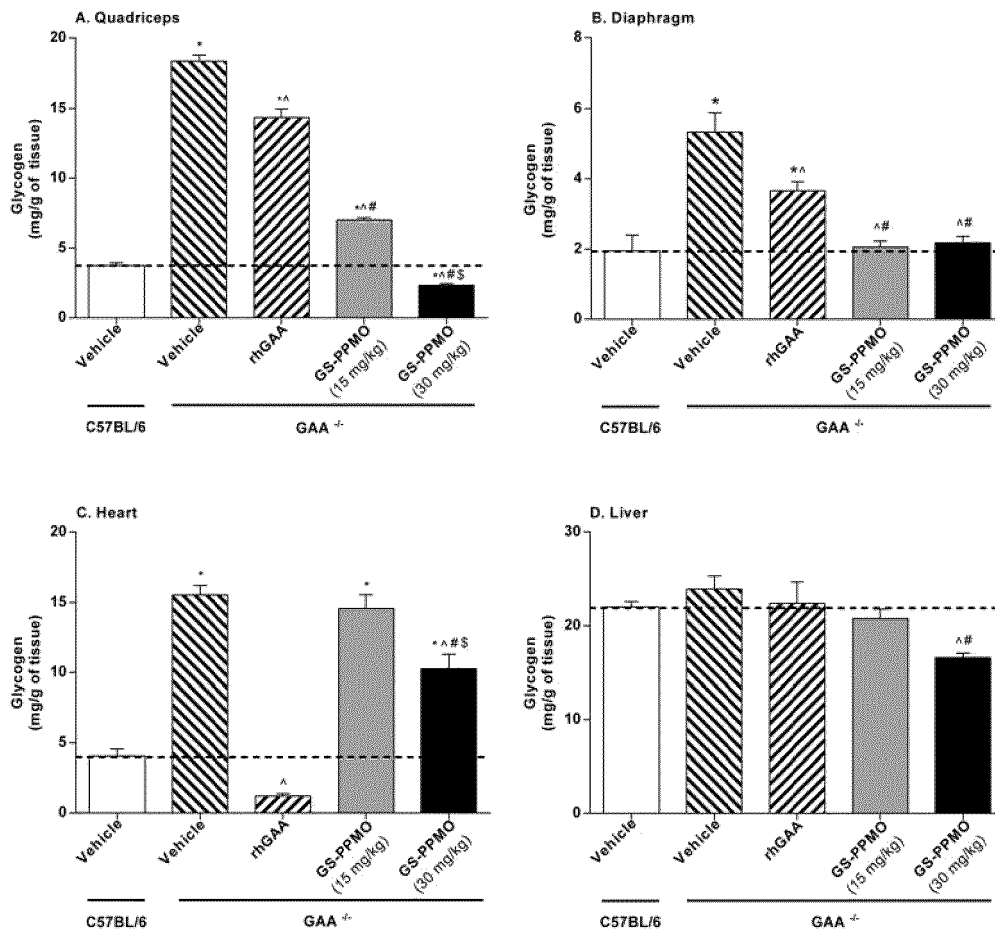 A. Quadriceps
Glycogen
(mg/g of tissue)
20
15
10
5
0
*
*^
*^#
*^#$
Vehicle
Vehicle
rhGAA
GS-PPMO
(15 mg/kg)
GS-PPMO
(30 mg/kg)
C57BL/6
GAA -/-
B. Diaphragm
Glycogen
(mg/g of tissue)
8
6
4
2
0
*
*^
^#
^#
Vehicle
Vehicle
rhGAA
GS-PPMO
(15 mg/kg)
GS-PPMO
(30 mg/kg)
C57BL/6
GAA -/-
C. Heart
Glycogen
(mg/g of tissue)
20
15
10
5
0
*
^
*
*^#$
Vehicle
Vehicle
rhGAA
GS-PPMO
(15 mg/kg)
GS-PPMO
(30 mg/kg)
C57BL/6
GAA -/-
D. Liver
Glycogen
(mg/g of tissue)
30
20
10
0
^#
Vehicle
Vehicle
rhGAA
GS-PPMO
(15 mg/kg)
GS-PPMO
(30 mg/kg)
C57BL/6
GAA -/-